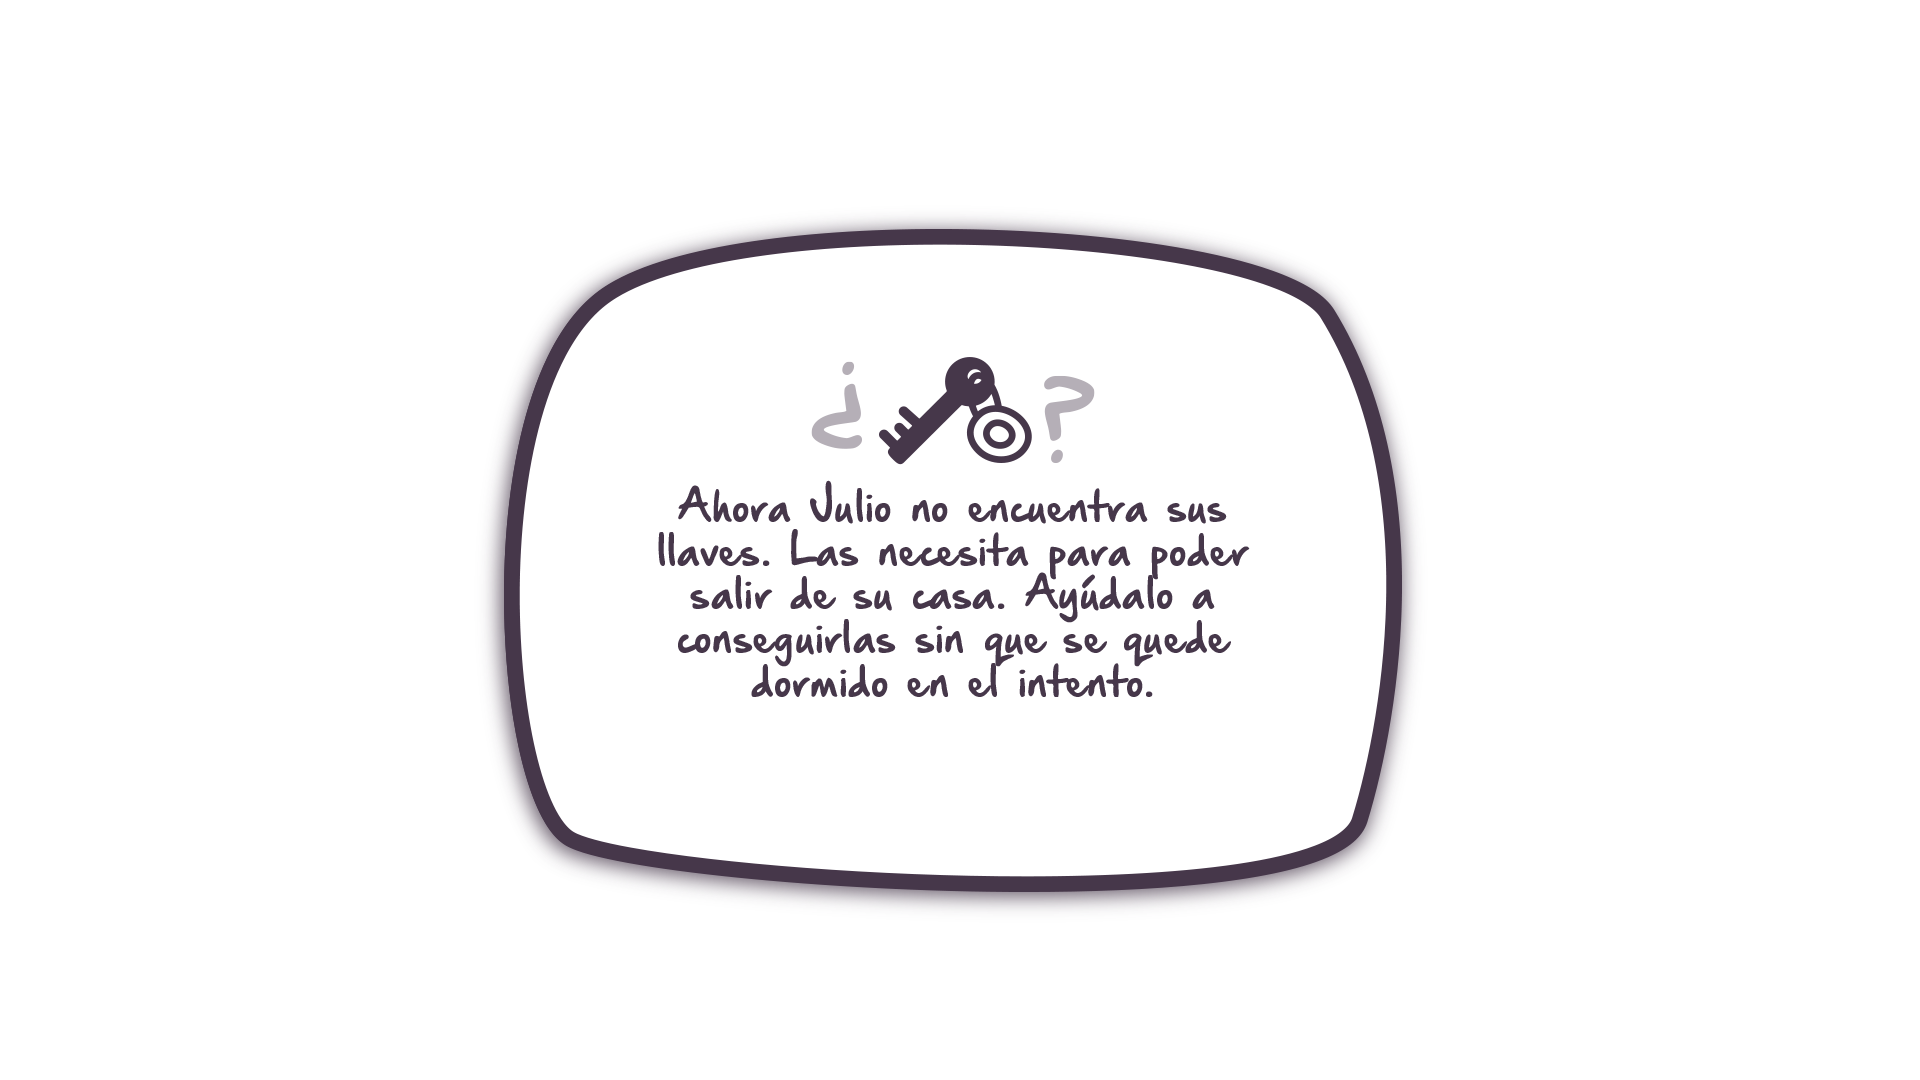 ¿ ?
Ahora Julio no encuentra sus
llaves. Las necesita para poder
salir de su casa. Ayúdalo a
conseguirlas sin que se quede
dormido en el intento.